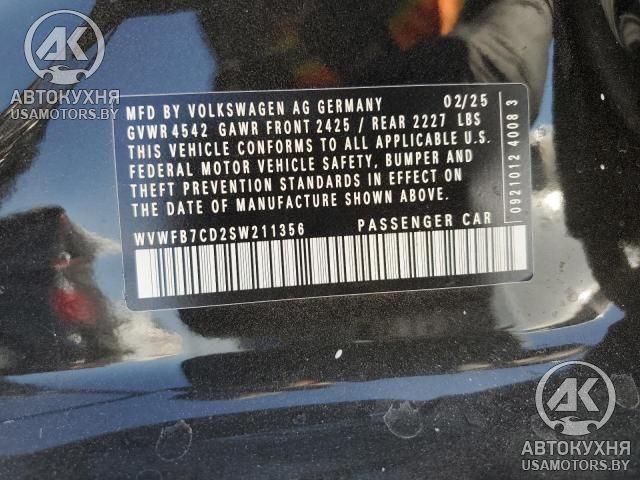 AK
АВТОКУХНЯ
USAMOTORS.BY
MFD BY VOLKSWAGEN AG GERMANY 02/25
GVWR 4542 GAWR FRONT 2425 / REAR 2227 LBS
THIS VEHICLE CONFORMS TO ALL APPLICABLE U.S.
FEDERAL MOTOR VEHICLE SAFETY, BUMPER AND
THEFT PREVENTION STANDARDS IN EFFECT ON
THE DATE OF MANUFACTURE SHOWN ABOVE.
WVWFB7CD2SW211356 PASSENGER CAR
0921012 4008 3
AK
АВТОКУХНЯ
USAMOTORS.BY